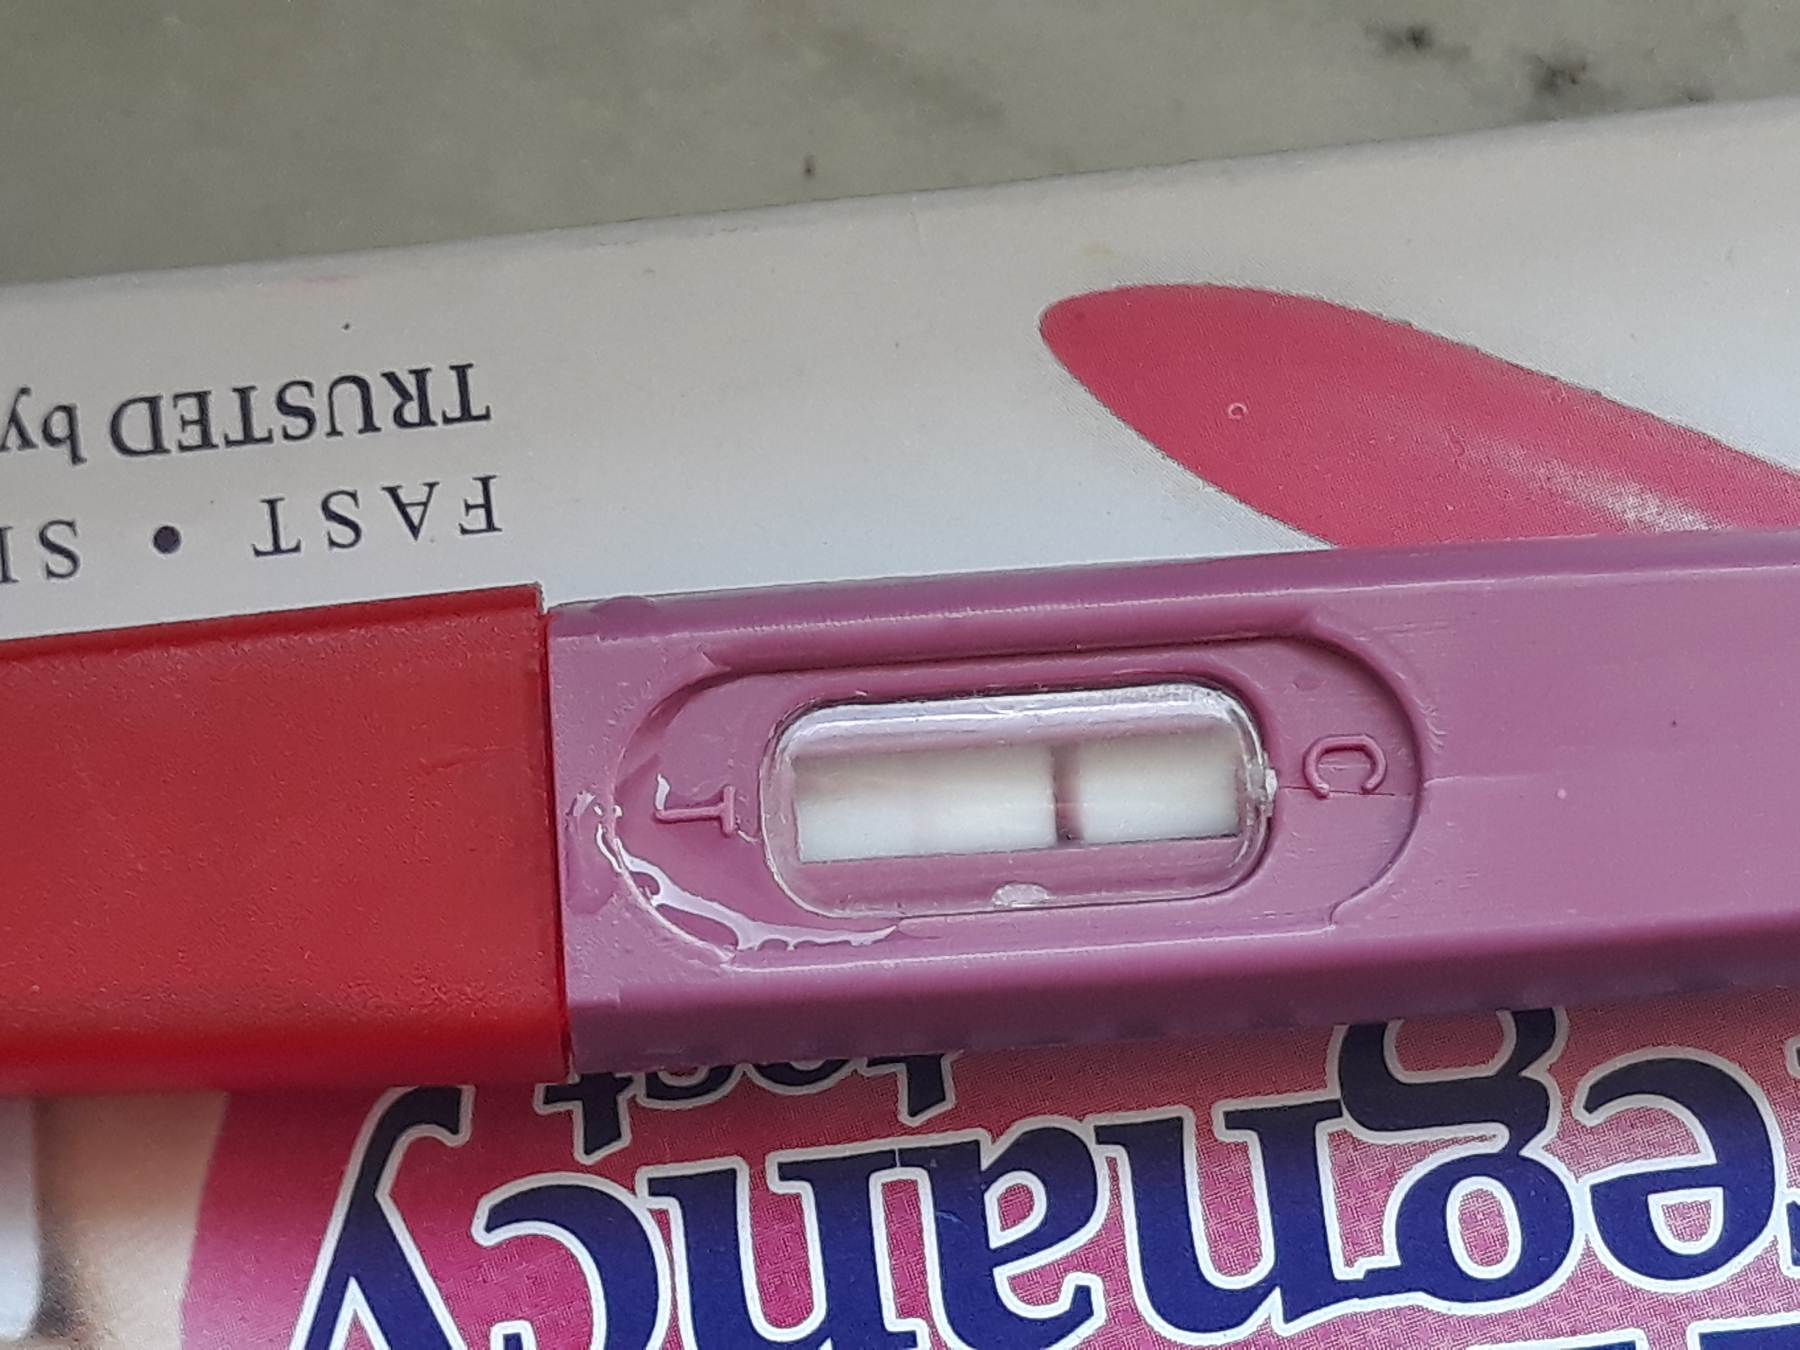 FAST • S
TRUSTED by
T
C
egnancy
test